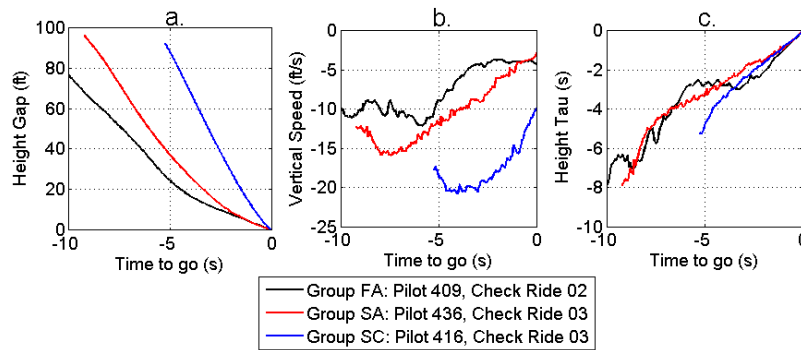 a.
b.
c.
Height Gap (ft)
100
80
60
40
20
0
-10
-5
0
Time to go (s)
Vertical Speed (ft/s)
0
-5
-10
-15
-20
-25
-10
-5
0
Time to go (s)
Height Tau (s)
0
-2
-4
-6
-8
-10
-10
-5
0
Time to go (s)
Group FA: Pilot 409, Check Ride 02
Group SA: Pilot 436, Check Ride 03
Group SC: Pilot 416, Check Ride 03